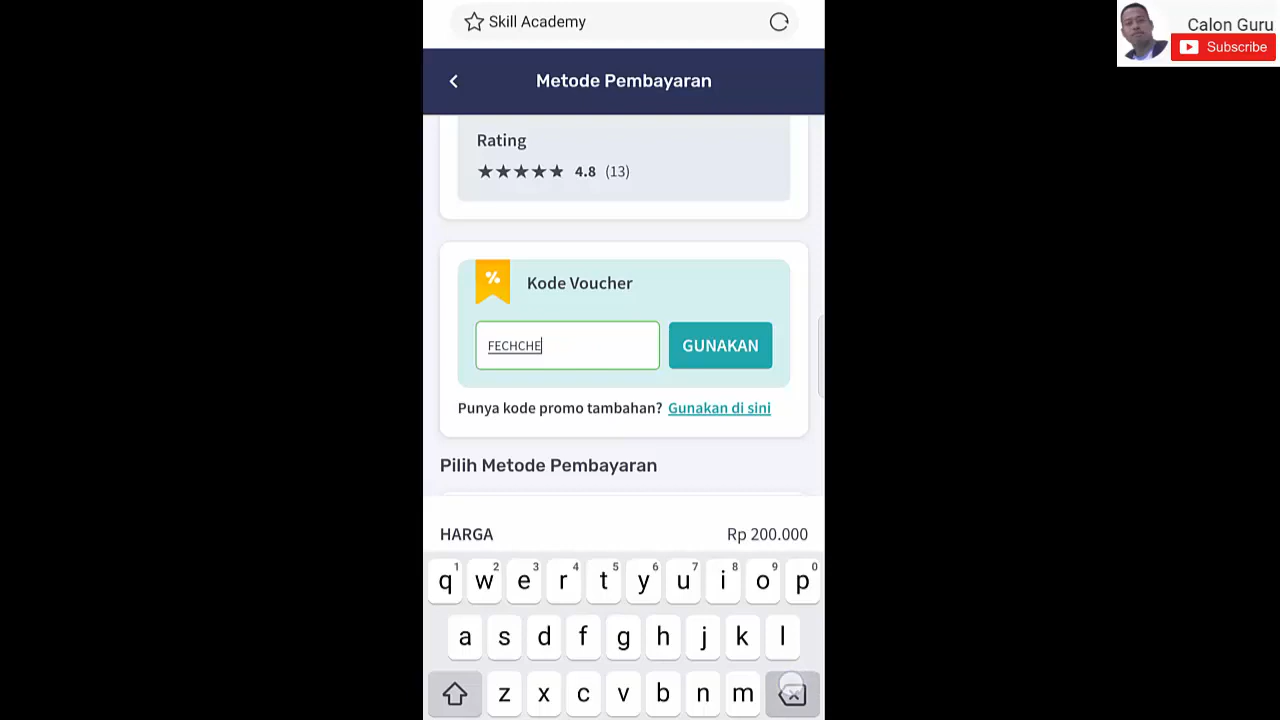 Skill Academy
Calon Guru
Subscribe
Metode Pembayaran
Rating
4.8 (13)
%
Kode Voucher
FECHCHE
GUNAKAN
Punya kode promo tambahan? Gunakan di sini
Pilih Metode Pembayaran
HARGA Rp 200.000
1 2 3 4 5 6 7 8 9 0
q w e r t y u i o p
a s d f g h j k l
z x c v b n m